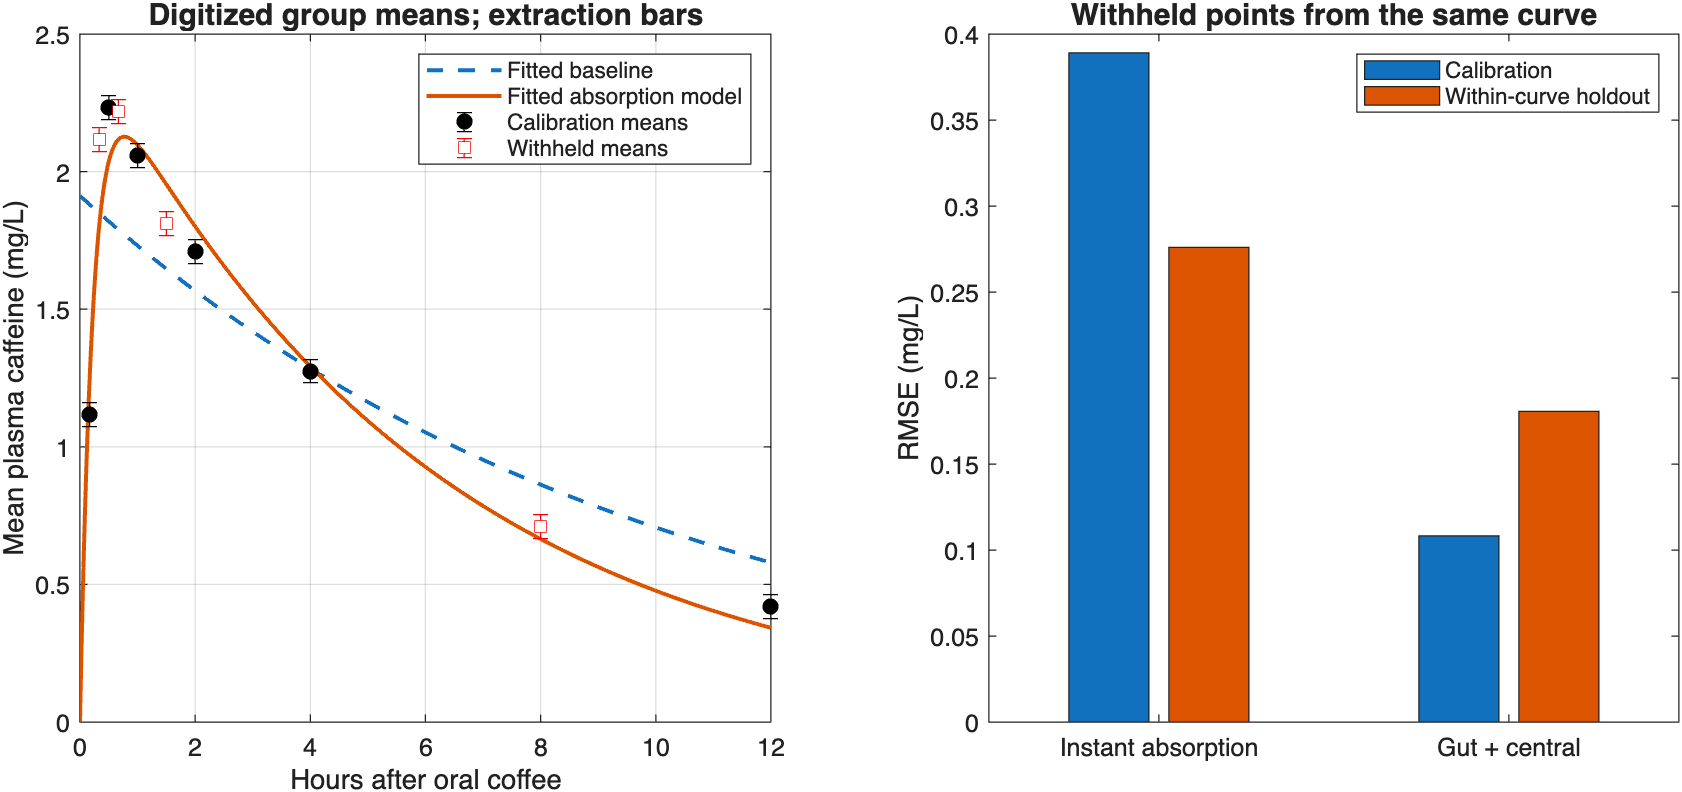 Digitized group means; extraction bars
Fitted baseline
Fitted absorption model
Calibration means
Withheld means
Mean plasma caffeine (mg/L)
2.5
2
1.5
1
0.5
0
0 2 4 6 8 10 12
Hours after oral coffee
Withheld points from the same curve
Calibration
Within-curve holdout
RMSE (mg/L)
0.4
0.35
0.3
0.25
0.2
0.15
0.1
0.05
0
Instant absorption Gut + central